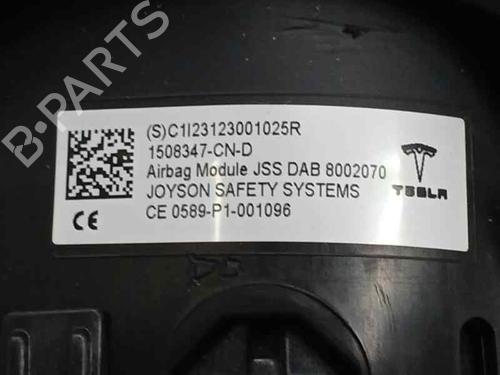 B-PARTS
(S)C1I23123001025R
1508347-CN-D
Airbag Module JSS DAB 8002070
JOYSON SAFETY SYSTEMS
CE 0589-P1-001096
CE
TESLA